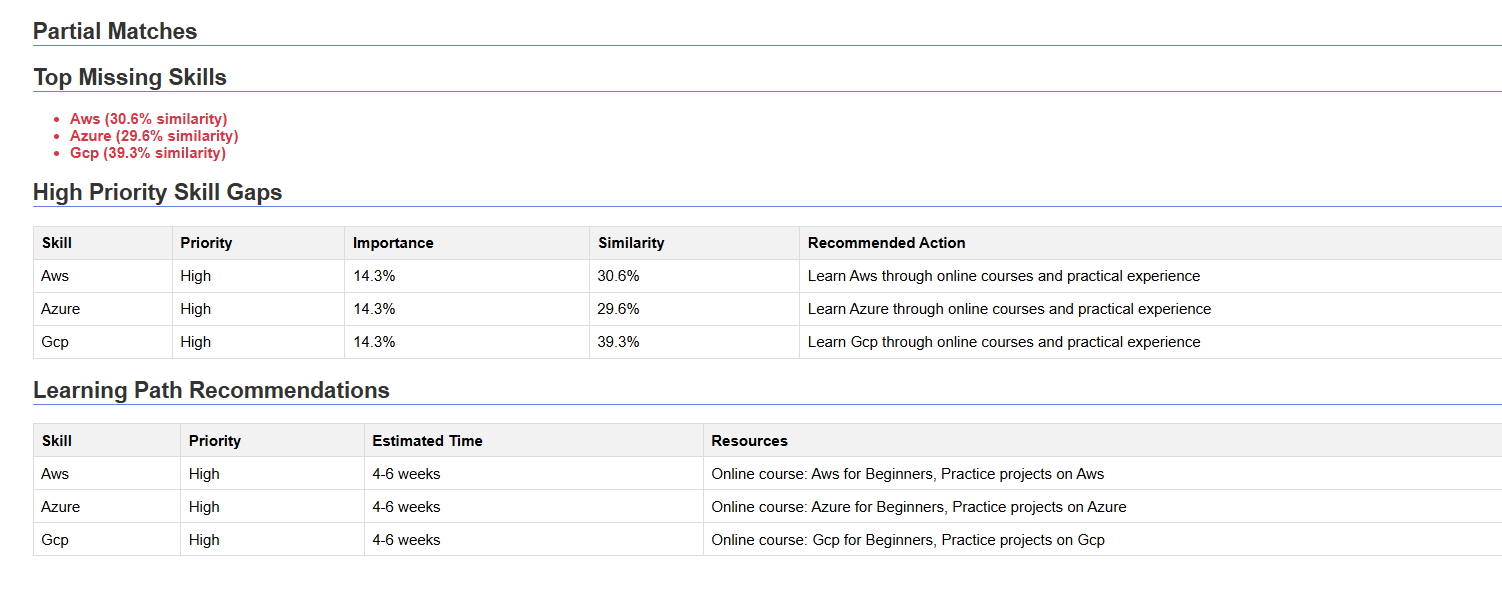 Partial Matches
Top Missing Skills
• Aws (30.6% similarity)
• Azure (29.6% similarity)
• Gcp (39.3% similarity)
High Priority Skill Gaps
Skill Priority Importance Similarity Recommended Action
Aws High 14.3% 30.6% Learn Aws through online courses and practical experience
Azure High 14.3% 29.6% Learn Azure through online courses and practical experience
Gcp High 14.3% 39.3% Learn Gcp through online courses and practical experience
Learning Path Recommendations
Skill Priority Estimated Time Resources
Aws High 4-6 weeks Online course: Aws for Beginners, Practice projects on Aws
Azure High 4-6 weeks Online course: Azure for Beginners, Practice projects on Azure
Gcp High 4-6 weeks Online course: Gcp for Beginners, Practice projects on Gcp